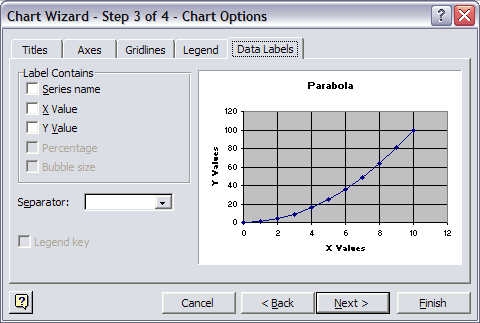 Chart Wizard - Step 3 of 4 - Chart Options
Titles
Axes
Gridlines
Legend
Data Labels
Label Contains
Series name
X Value
Y Value
Percentage
Bubble size
Separator:
Legend key
Parabola
120
100
80
60
40
20
0
Y Values
0 2 4 6 8 10 12
X Values
?
Cancel
< Back
Next >
Finish